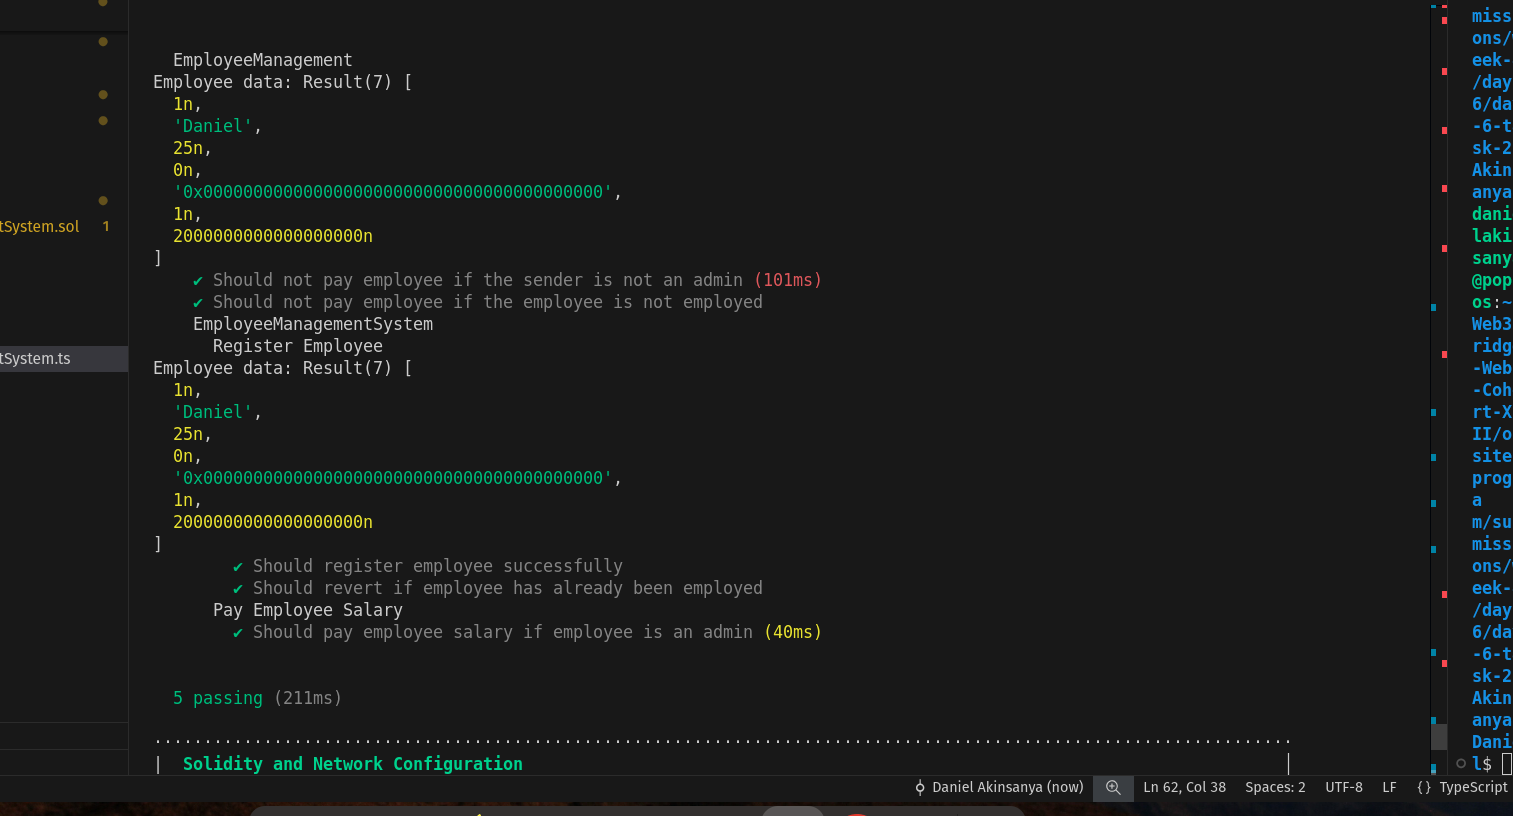 EmployeeManagement
Employee data: Result(7) [
1n,
'Daniel',
25n,
0n,
'0x0000000000000000000000000000000000000000',
1n,
2000000000000000000n
]
✔ Should not pay employee if the sender is not an admin (101ms)
✔ Should not pay employee if the employee is not employed
EmployeeManagementSystem
Register Employee
Employee data: Result(7) [
1n,
'Daniel',
25n,
0n,
'0x0000000000000000000000000000000000000000',
1n,
2000000000000000000n
]
✔ Should register employee successfully
✔ Should revert if employee has already been employed
Pay Employee Salary
✔ Should pay employee salary if employee is an admin (40ms)
5 passing (211ms)
| Solidity and Network Configuration |
tSystem.sol 1
tSystem.ts
miss
ons/
eek-
/day
6/da
-6-t
sk-2
Akin
anya
dani
laki
sany
@pop
os:~
Web3
ridg
-Web
-Coh
rt-X
II/o
site
prog
a
m/su
miss
ons/
eek-
/day
6/da
-6-t
sk-2
Akin
anya
Dani
l$
Daniel Akinsanya (now) Ln 62, Col 38 Spaces: 2 UTF-8 LF {} TypeScript